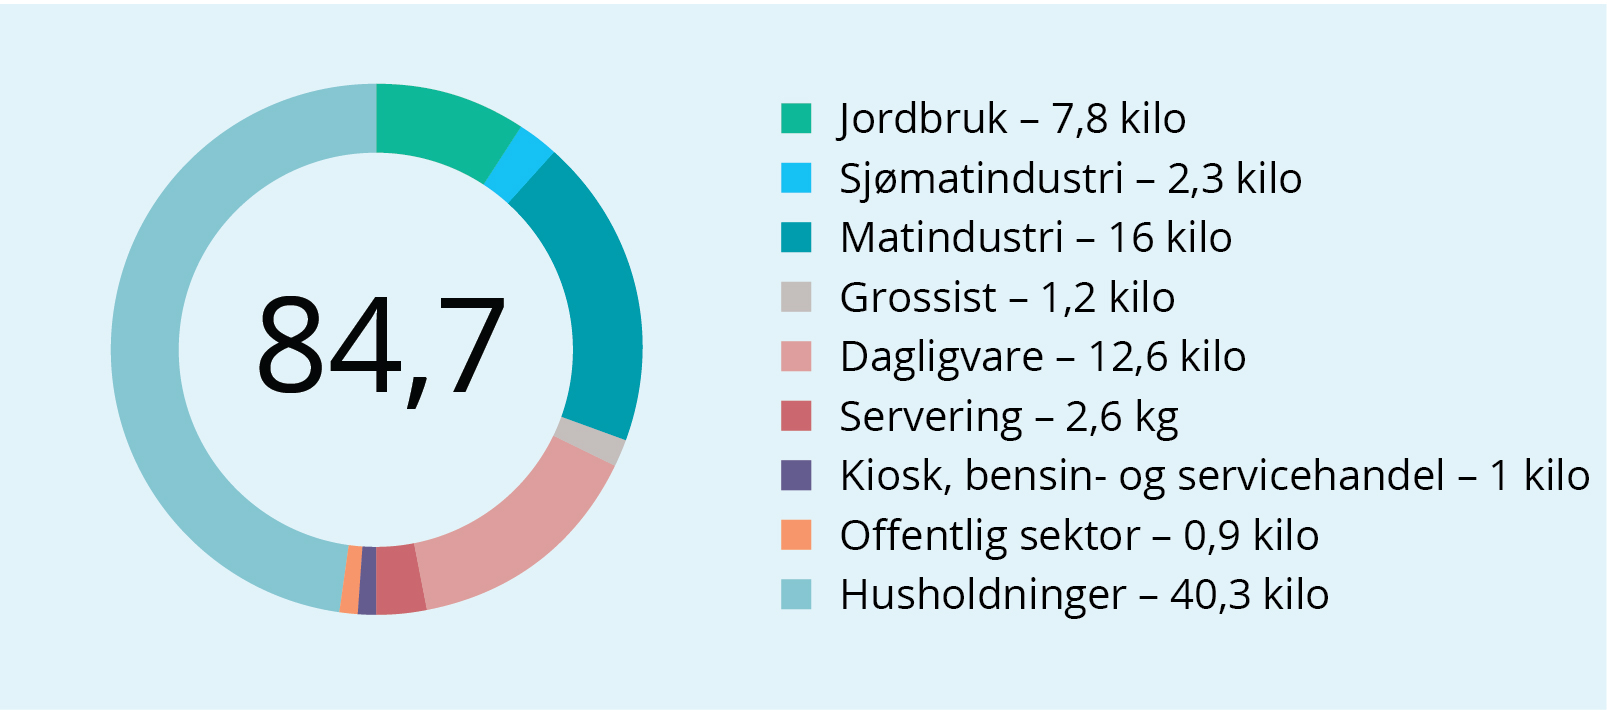 84,7
Jordbruk – 7,8 kilo
Sjømatindustri – 2,3 kilo
Matindustri – 16 kilo
Grossist – 1,2 kilo
Dagligvare – 12,6 kilo
Servering – 2,6 kg
Kiosk, bensin- og servicehandel – 1 kilo
Offentlig sektor – 0,9 kilo
Husholdninger – 40,3 kilo